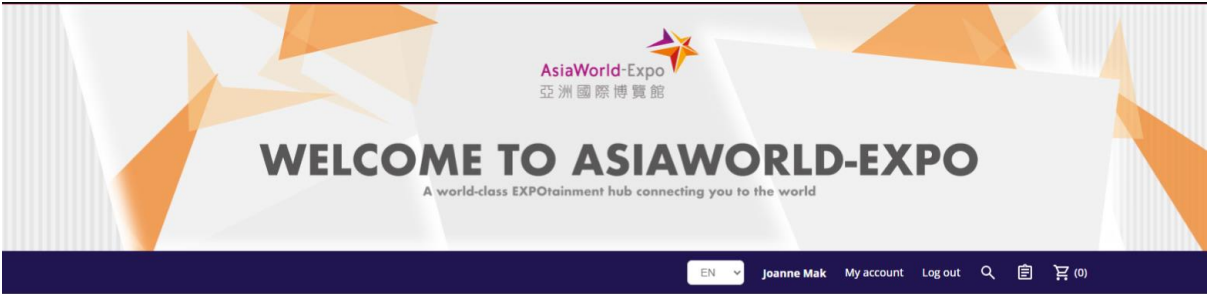 AsiaWorld-Expo
亞洲國際博覽館
WELCOME TO ASIAWORLD-EXPO
A world-class EXPOtainment hub connecting you to the world
EN Joanne Mak My account Log out (0)